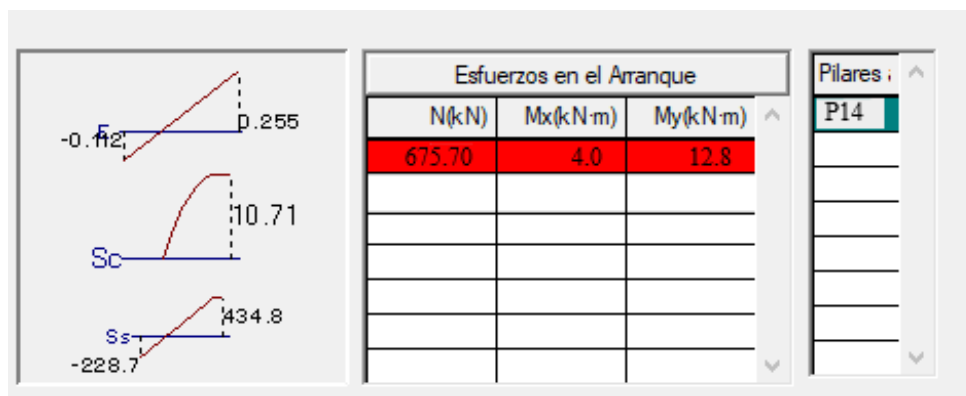 -0.112
E
0.255
Sc
10.71
Ss
-228.7
434.8
Esfuerzos en el Arranque
N(kN) Mx(kN·m) My(kN·m)
675.70 4.0 12.8
Pilares
P14